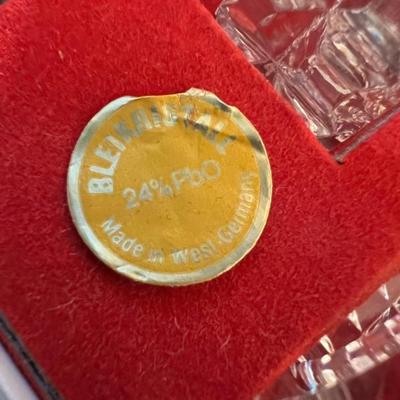 BLEIKRISTALL
24% PbO
Made in West-Germany